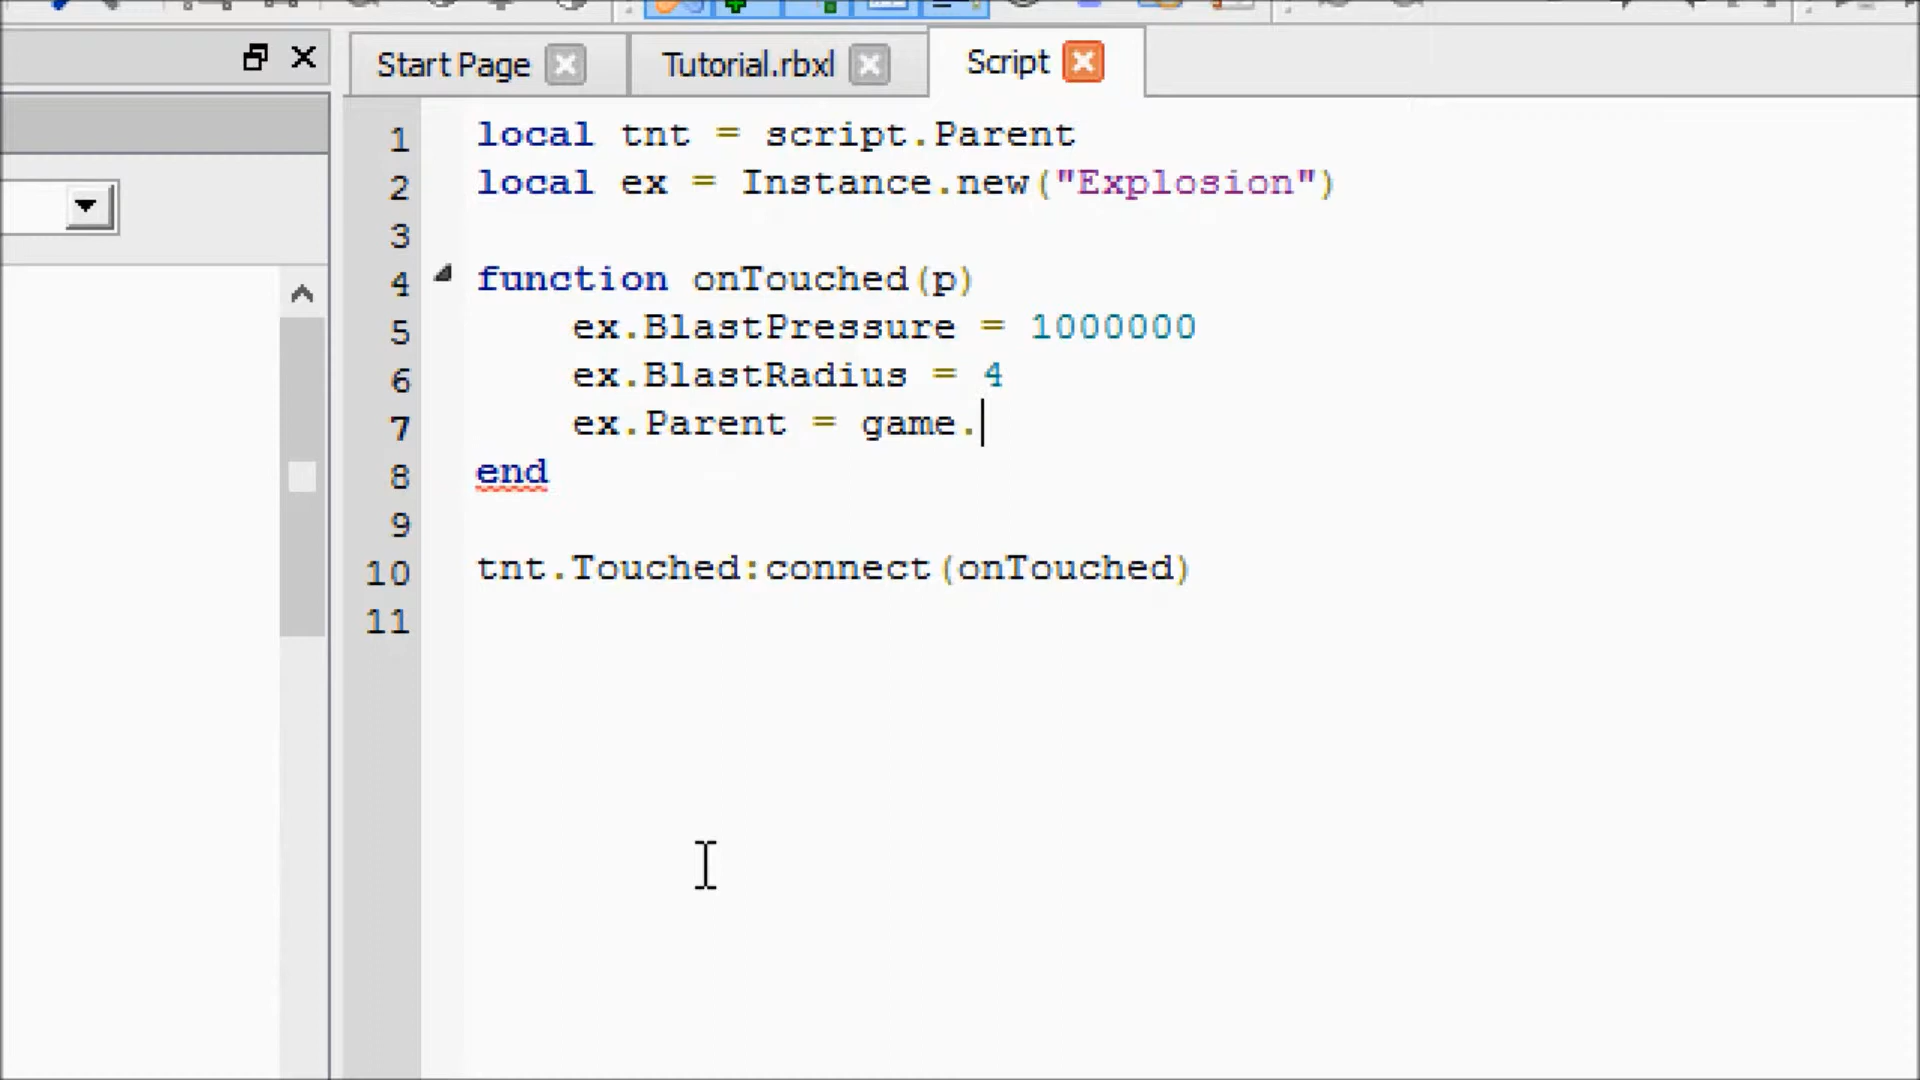 Start Page
Tutorial.rbxl
Script
1 local tnt = script.Parent
2 local ex = Instance.new("Explosion")
3
4 function onTouched(p)
5 ex.BlastPressure = 1000000
6 ex.BlastRadius = 4
7 ex.Parent = game.
8 end
9
10 tnt.Touched:connect(onTouched)
11